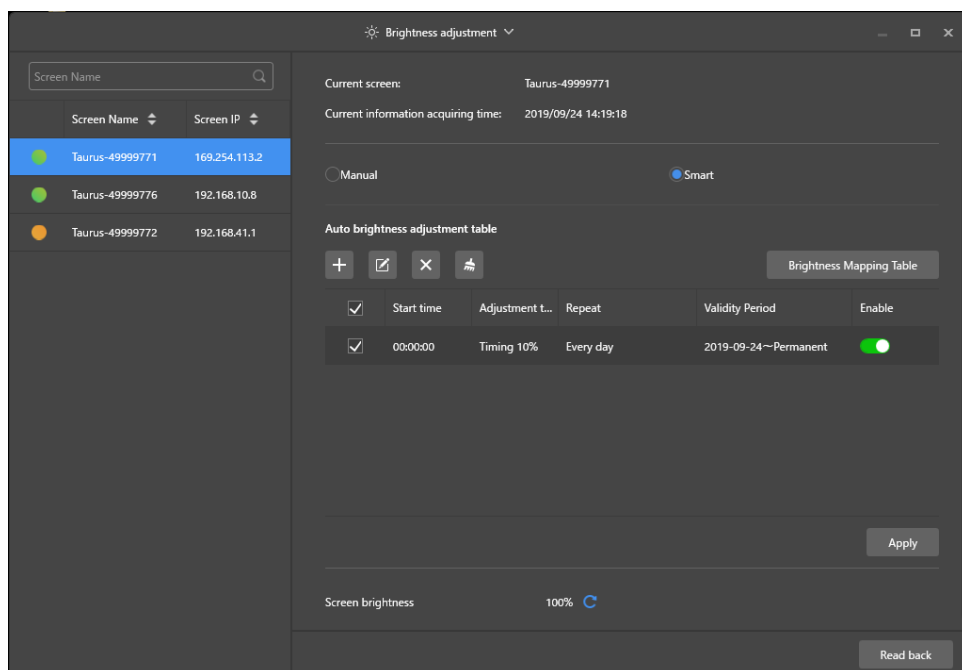 Brightness adjustment
Screen Name
Screen Name Screen IP
Taurus-49999771 169.254.113.2
Taurus-49999776 192.168.10.8
Taurus-49999772 192.168.41.1
Current screen: Taurus-49999771
Current information acquiring time: 2019/09/24 14:19:18
Manual Smart
Auto brightness adjustment table
Brightness Mapping Table
Start time Adjustment t... Repeat Validity Period Enable
00:00:00 Timing 10% Every day 2019-09-24～Permanent
Apply
Screen brightness 100%
Read back